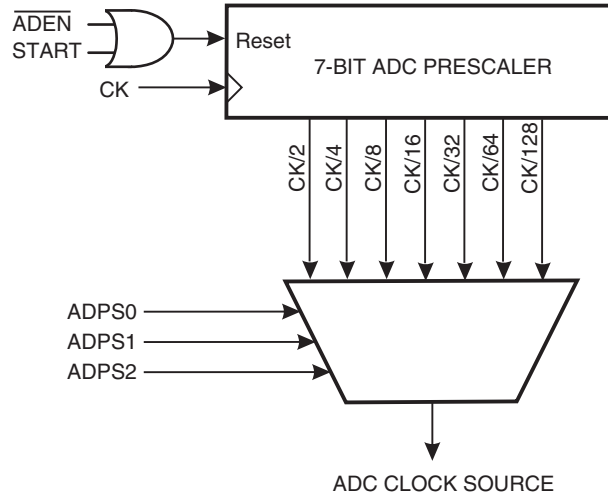 ADEN
START
Reset
7-BIT ADC PRESCALER
CK
CK/2
CK/4
CK/8
CK/16
CK/32
CK/64
CK/128
ADPS0
ADPS1
ADPS2
ADC CLOCK SOURCE